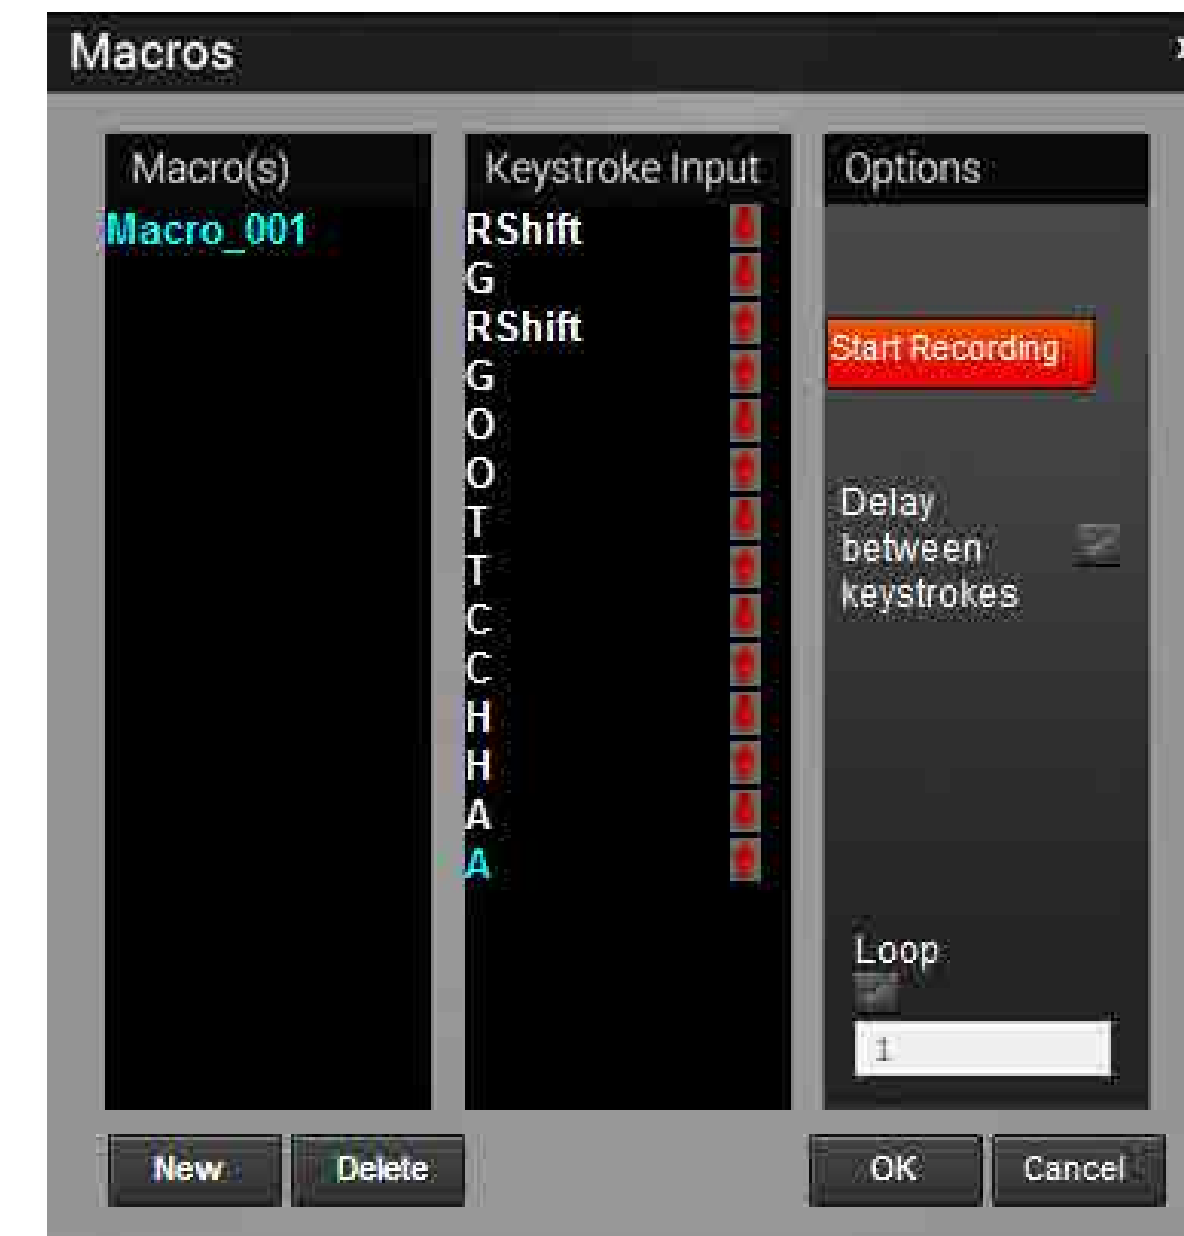 Macros
Macro(s)
Macro_001
Keystroke Input
RShift
G
RShift
G
O
O
T
T
C
C
H
H
A
A
Options
Start Recording
Delay
between
keystrokes
Loop
1
New
Delete
OK
Cancel